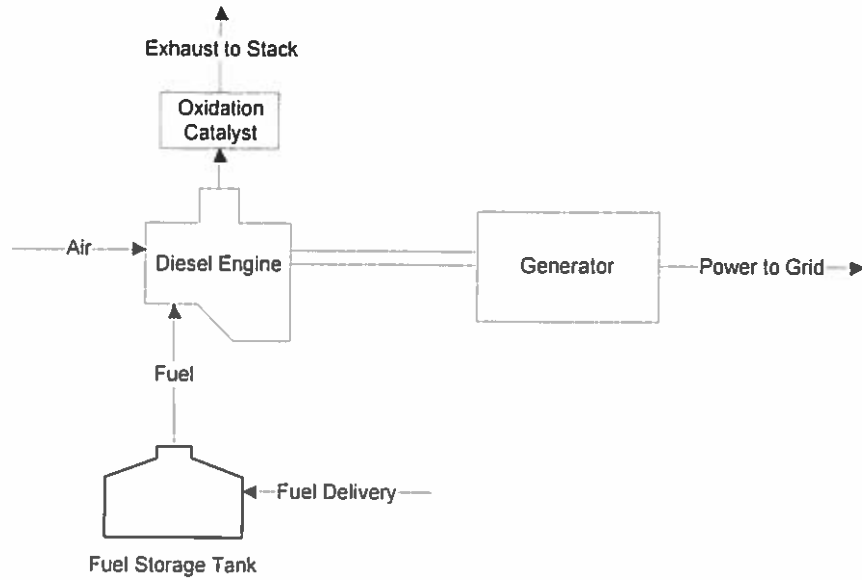 Exhaust to Stack
Oxidation
Catalyst
Air
Diesel Engine
Generator
Power to Grid
Fuel
Fuel Delivery
Fuel Storage Tank